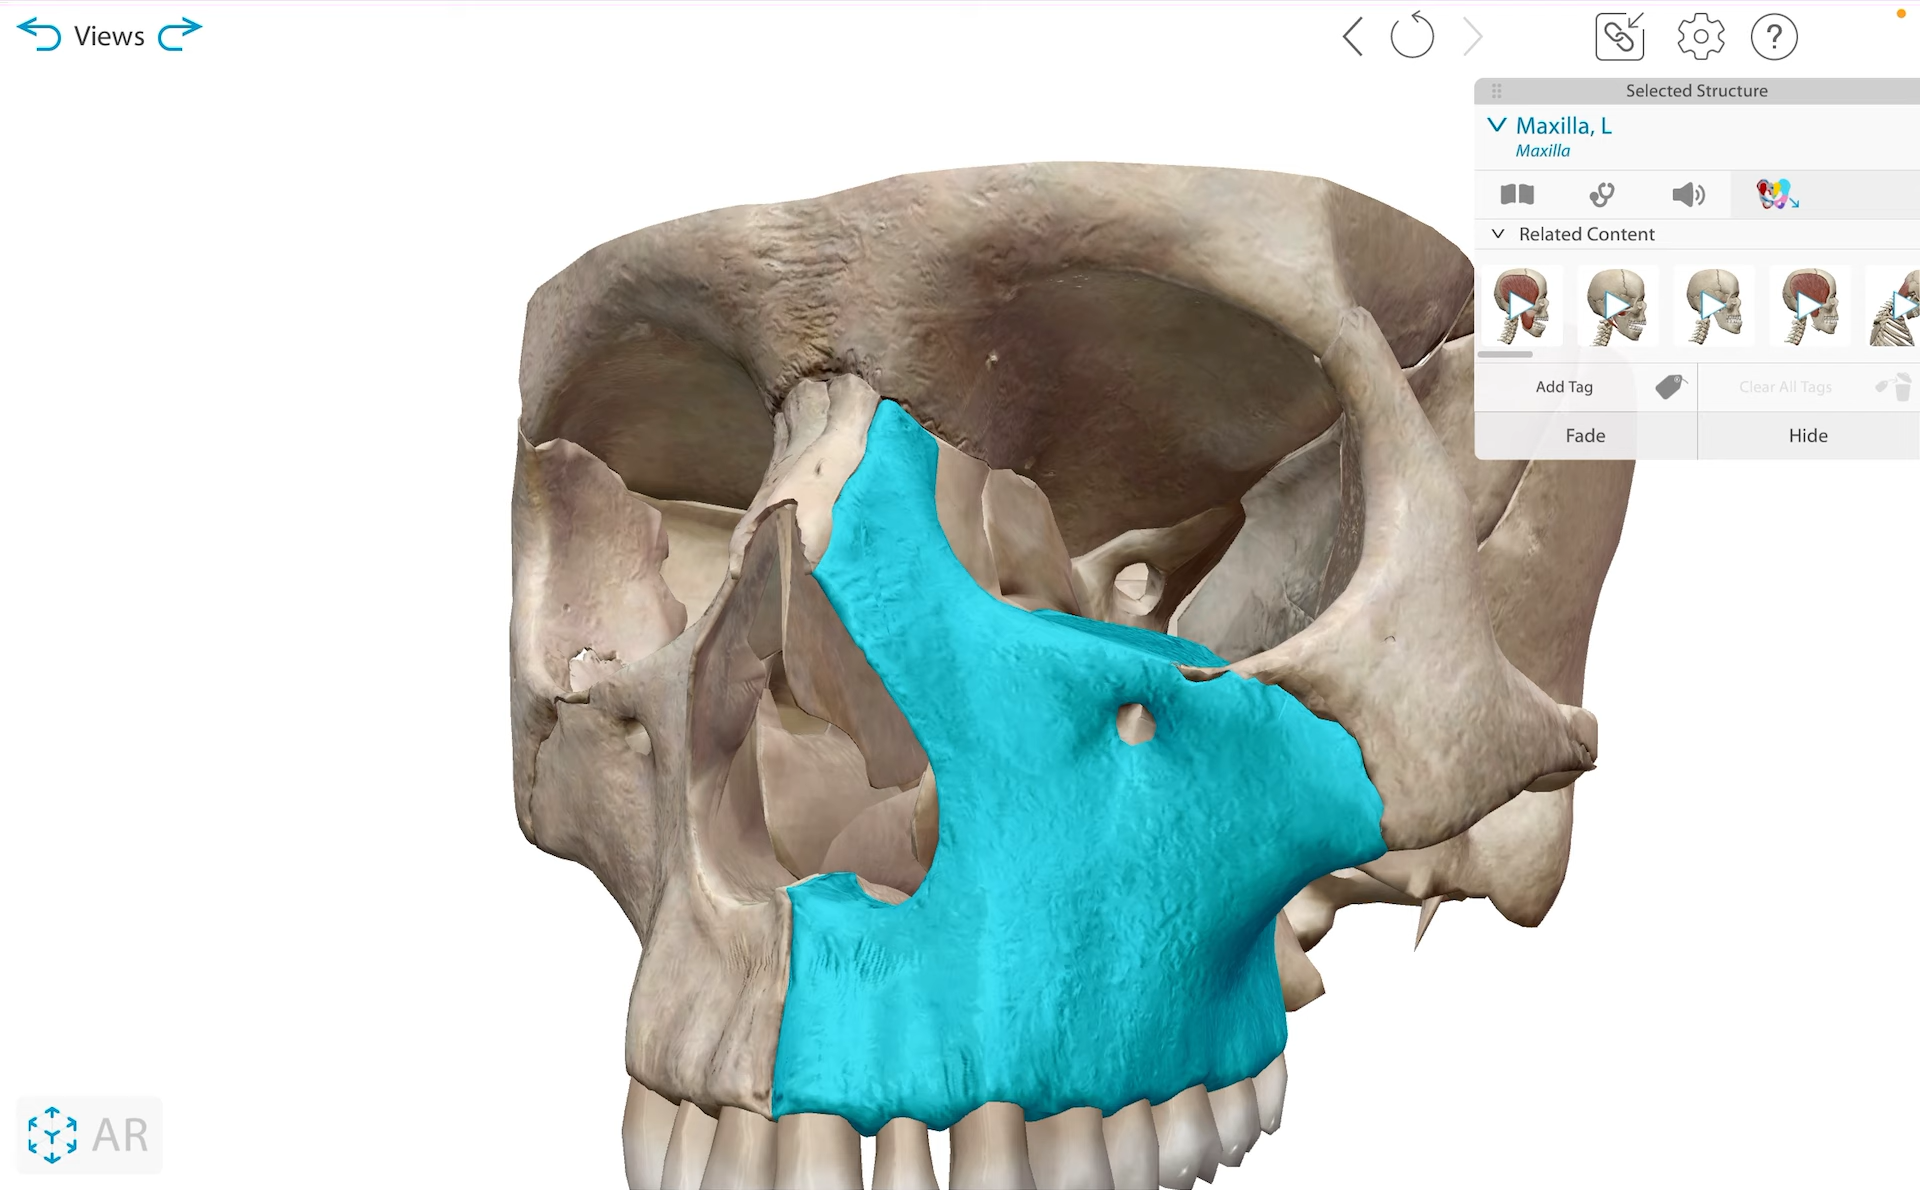 Views
?
Selected Structure
Maxilla, L
Maxilla
Related Content
Add Tag
Clear All Tags
Fade
Hide
AR